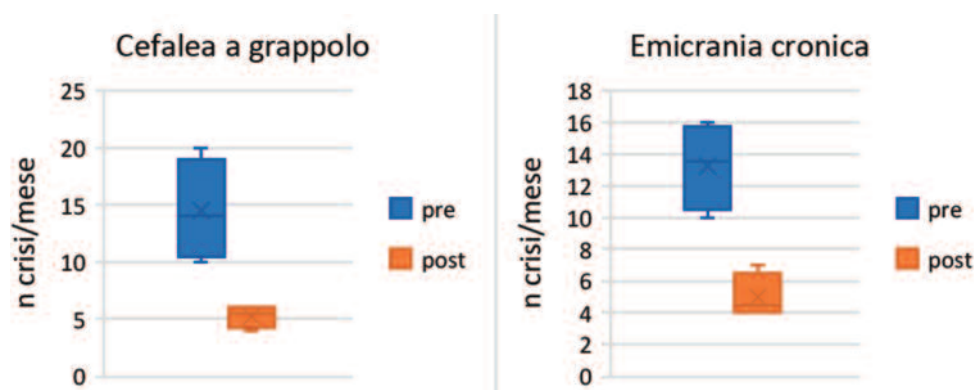 Cefalea a grappolo
25
20
15
10
5
0
n crisi/mese
pre
post
Emicrania cronica
18
16
14
12
10
8
6
4
2
0
n crisi/mese
pre
post